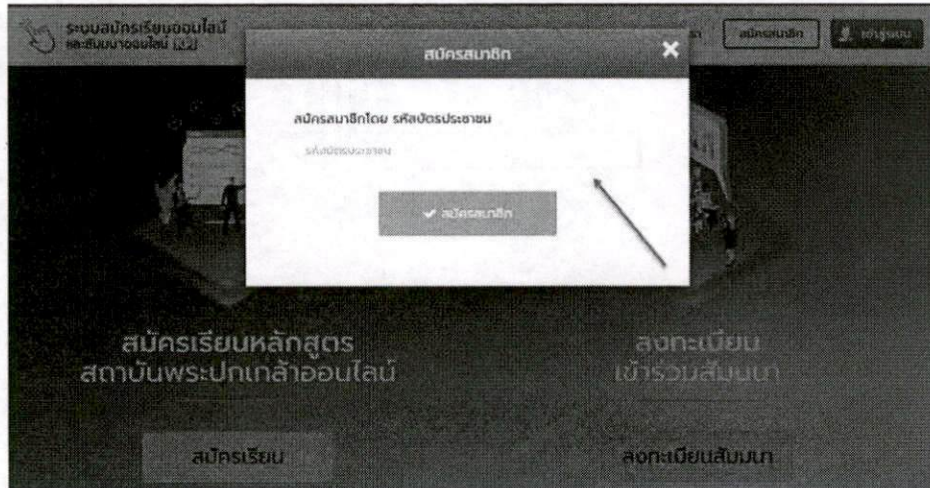 ระบบสมัครเรียนออนไลน์
และสัมมนาออนไลน์
สมัครสมาชิก
เข้าสู่ระบบ
สมัครสมาชิก
สมัครสมาชิกโดย รหัสบัตรประชาชน
รหัสบัตรประชาชน
สมัครสมาชิก
สมัครเรียนหลักสูตร
สถาบันพระปกเกล้าออนไลน์
ลงทะเบียน
เข้าร่วมสัมมนา
สมัครเรียน
ลงทะเบียนสัมมนา